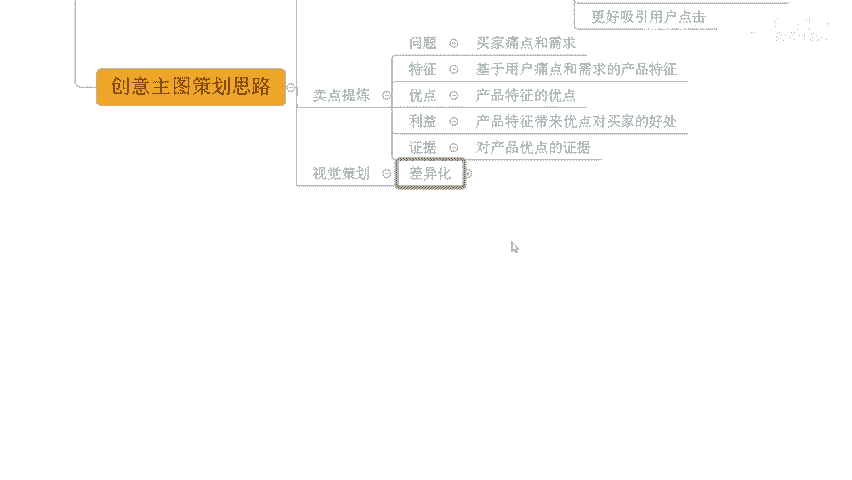 更好吸引用户点击
问题 买家痛点和需求
特征 基于用户痛点和需求的产品特征
创意主图策划思路
卖点提炼 优点 产品特征的优点
利益 产品特征带来优点对买家的好处
证据 对产品优点的证据
视觉策划 差异化